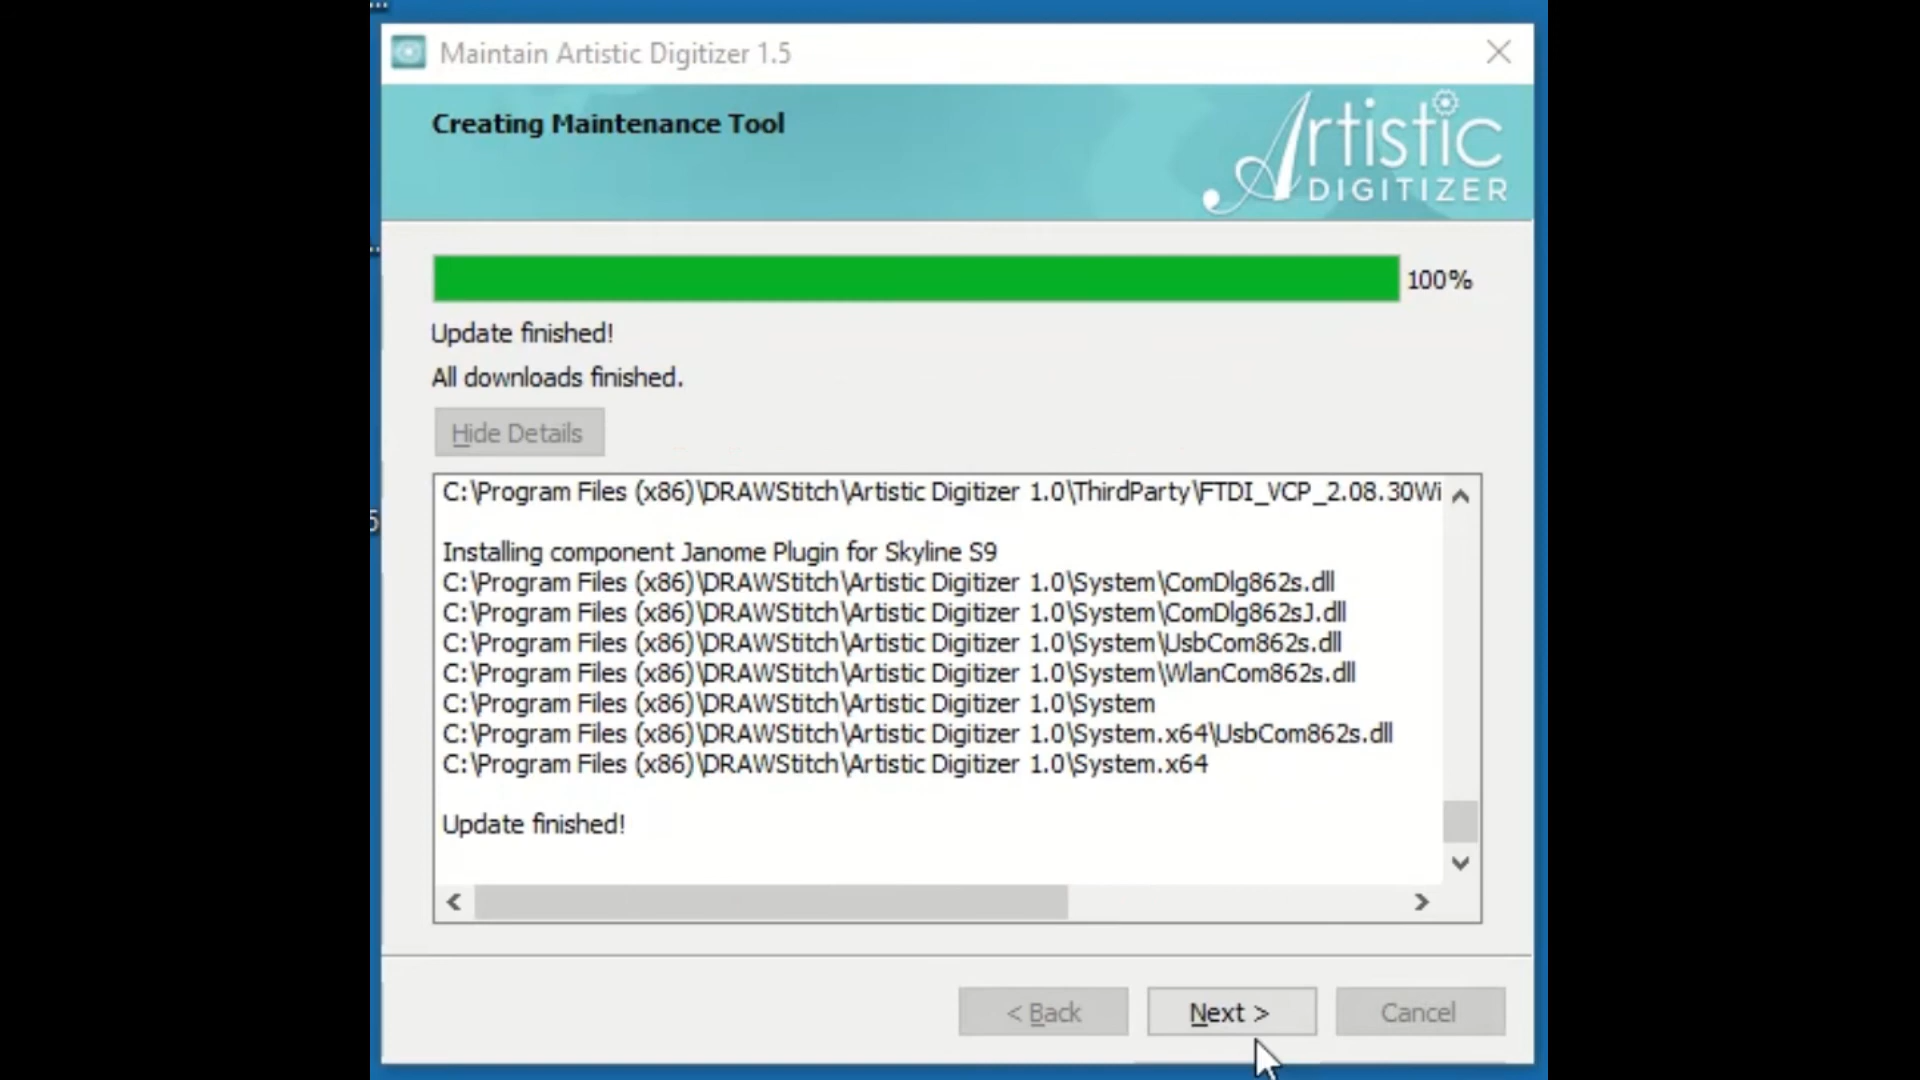 Maintain Artistic Digitizer 1.5
Creating Maintenance Tool
Artistic
DIGITIZER
100%
Update finished!
All downloads finished.
Hide Details
C:\Program Files (x86)\DRAWStitch\Artistic Digitizer 1.0\ThirdParty\FTDI_VCP_2.08.30Wi
Installing component Janome Plugin for Skyline S9
C:\Program Files (x86)\DRAWStitch\Artistic Digitizer 1.0\System\ComDlg862s.dll
C:\Program Files (x86)\DRAWStitch\Artistic Digitizer 1.0\System\ComDlg862sJ.dll
C:\Program Files (x86)\DRAWStitch\Artistic Digitizer 1.0\System\UsbCom862s.dll
C:\Program Files (x86)\DRAWStitch\Artistic Digitizer 1.0\System\WlanCom862s.dll
C:\Program Files (x86)\DRAWStitch\Artistic Digitizer 1.0\System
C:\Program Files (x86)\DRAWStitch\Artistic Digitizer 1.0\System.x64\UsbCom862s.dll
C:\Program Files (x86)\DRAWStitch\Artistic Digitizer 1.0\System.x64
Update finished!
< Back
Next >
Cancel